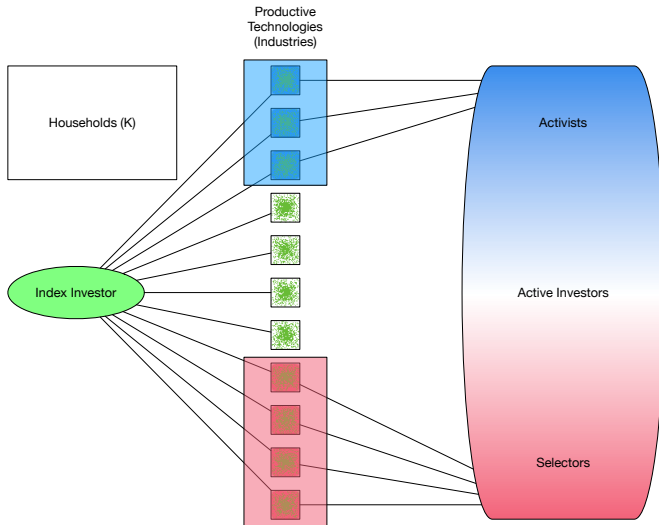 Productive
Technologies
(Industries)
Households (K)
Activists
Index Investor
Active Investors
Selectors